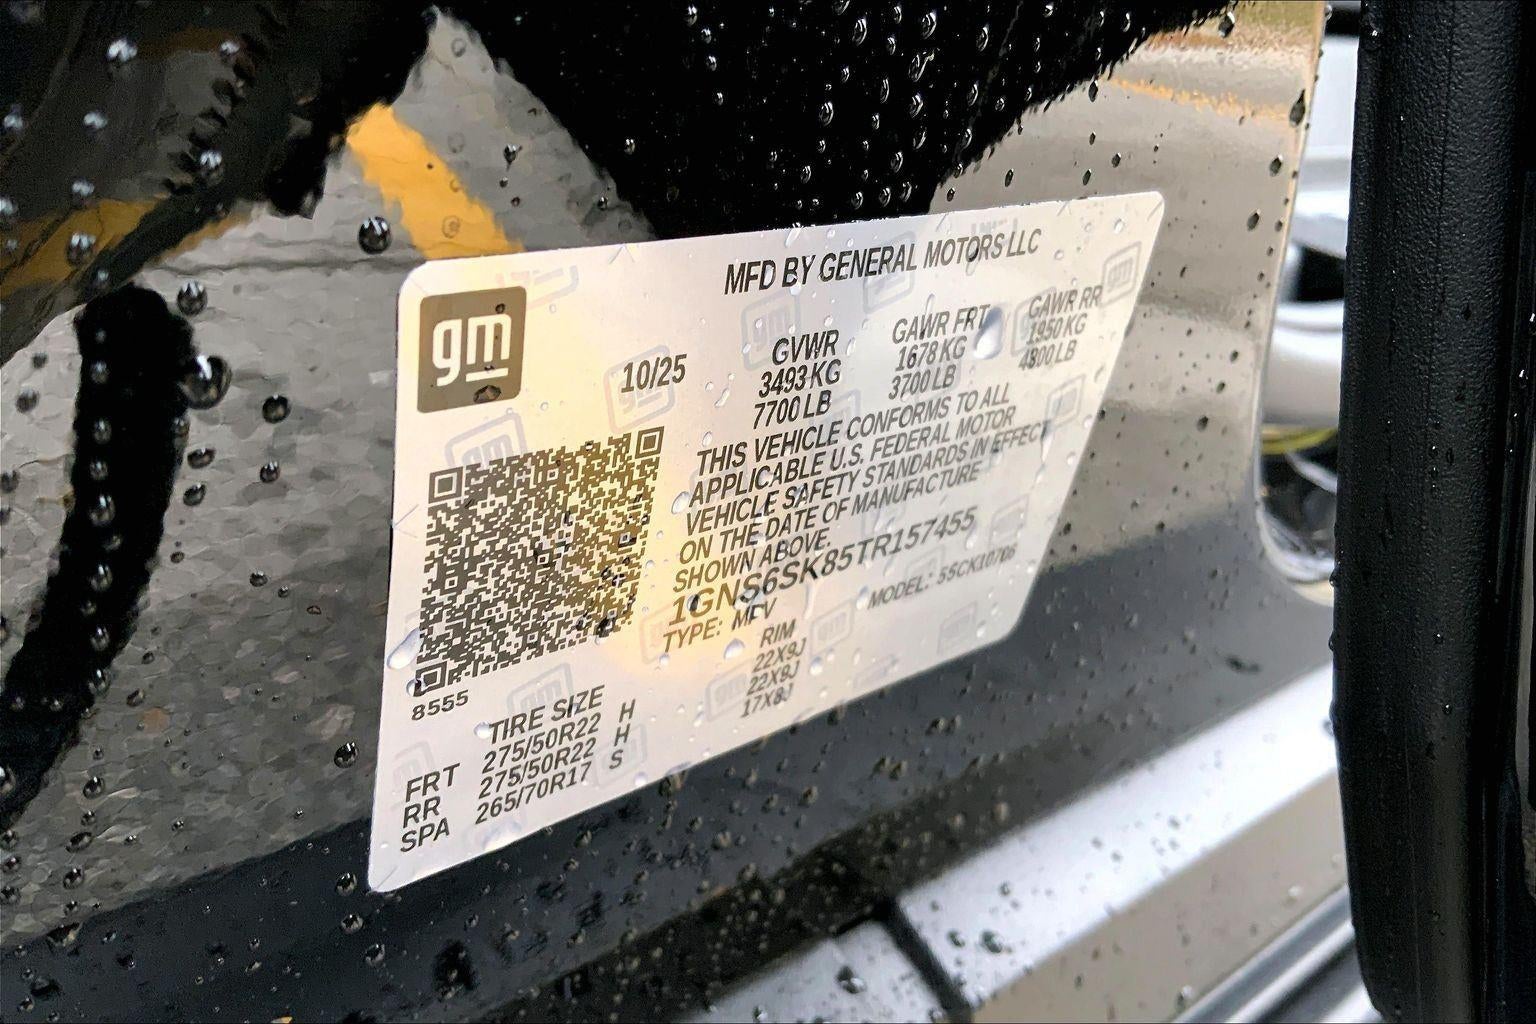 MFD BY GENERAL MOTORS LLC
gm
10/25
GVWR GAWR FRT GAWR RR
3493 KG 1678 KG 1950 KG
7700 LB 3700 LB 4800 LB
THIS VEHICLE CONFORMS TO ALL
APPLICABLE U.S. FEDERAL MOTOR
VEHICLE SAFETY STANDARDS IN EFFECT
ON THE DATE OF MANUFACTURE
SHOWN ABOVE.
1GNS6SK85TR157455
TYPE: MPV MODEL: SSCK10706
8555
TIRE SIZE RIM
FRT 275/50R22 H 22X9J
RR 275/50R22 H 22X9J
SPA 265/70R17 S 17X8J